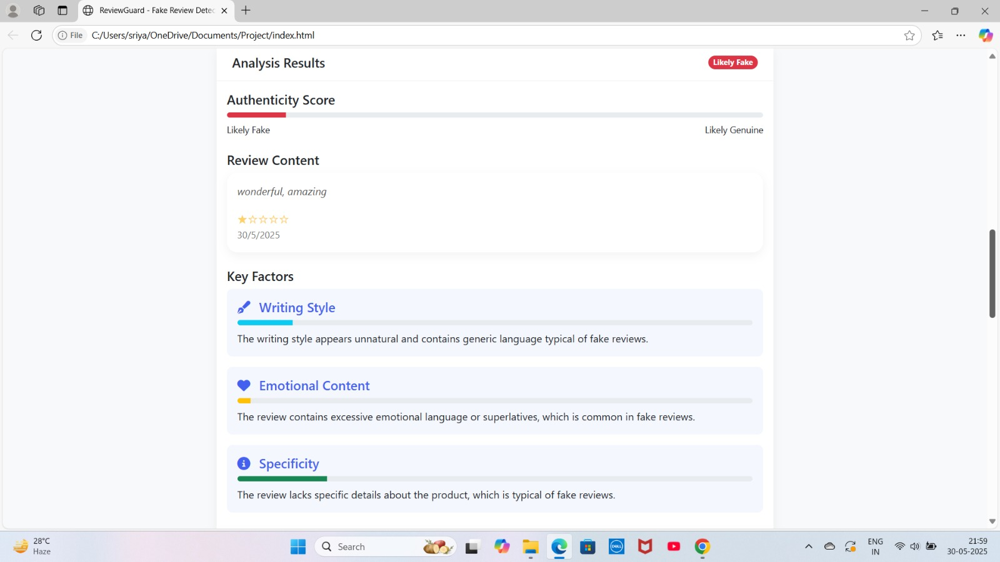 ReviewGuard - Fake Review Detec
File
C:/Users/sriya/OneDrive/Documents/Project/index.html
Analysis Results
Likely Fake
Authenticity Score
Likely Fake
Likely Genuine
Review Content
wonderful, amazing
30/5/2025
Key Factors
Writing Style
The writing style appears unnatural and contains generic language typical of fake reviews.
Emotional Content
The review contains excessive emotional language or superlatives, which is common in fake reviews.
Specificity
The review lacks specific details about the product, which is typical of fake reviews.
28°C
Haze
Search
DELL
ENG
IN
21:59
30-05-2025